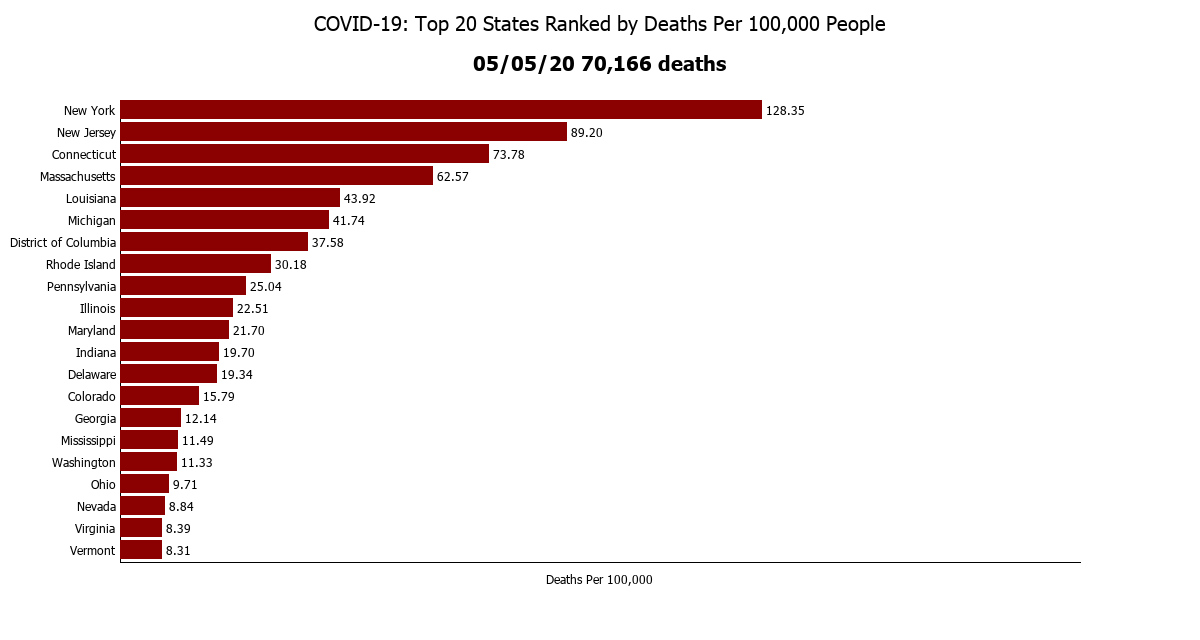 COVID-19: Top 20 States Ranked by Deaths Per 100,000 People
05/05/20 70,166 deaths
New York 128.35
New Jersey 89.20
Connecticut 73.78
Massachusetts 62.57
Louisiana 43.92
Michigan 41.74
District of Columbia 37.58
Rhode Island 30.18
Pennsylvania 25.04
Illinois 22.51
Maryland 21.70
Indiana 19.70
Delaware 19.34
Colorado 15.79
Georgia 12.14
Mississippi 11.49
Washington 11.33
Ohio 9.71
Nevada 8.84
Virginia 8.39
Vermont 8.31
Deaths Per 100,000